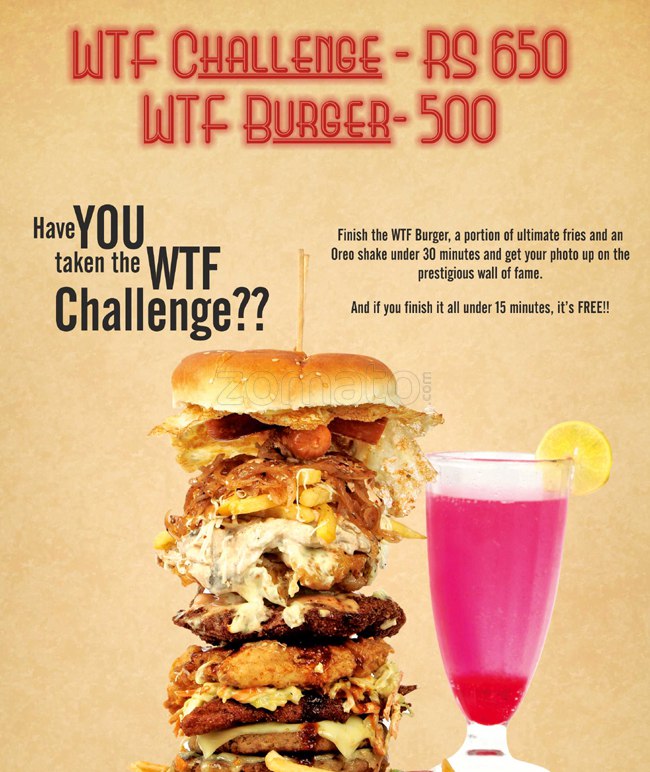 WTF CHALLENGE - RS 650
WTF BURGER- 500
Have YOU
taken the WTF
Challenge??
Finish the WTF Burger, a portion of ultimate fries and an
Oreo shake under 30 minutes and get your photo up on the
prestigious wall of fame.
And if you finish it all under 15 minutes, it's FREE!!
zomato.com